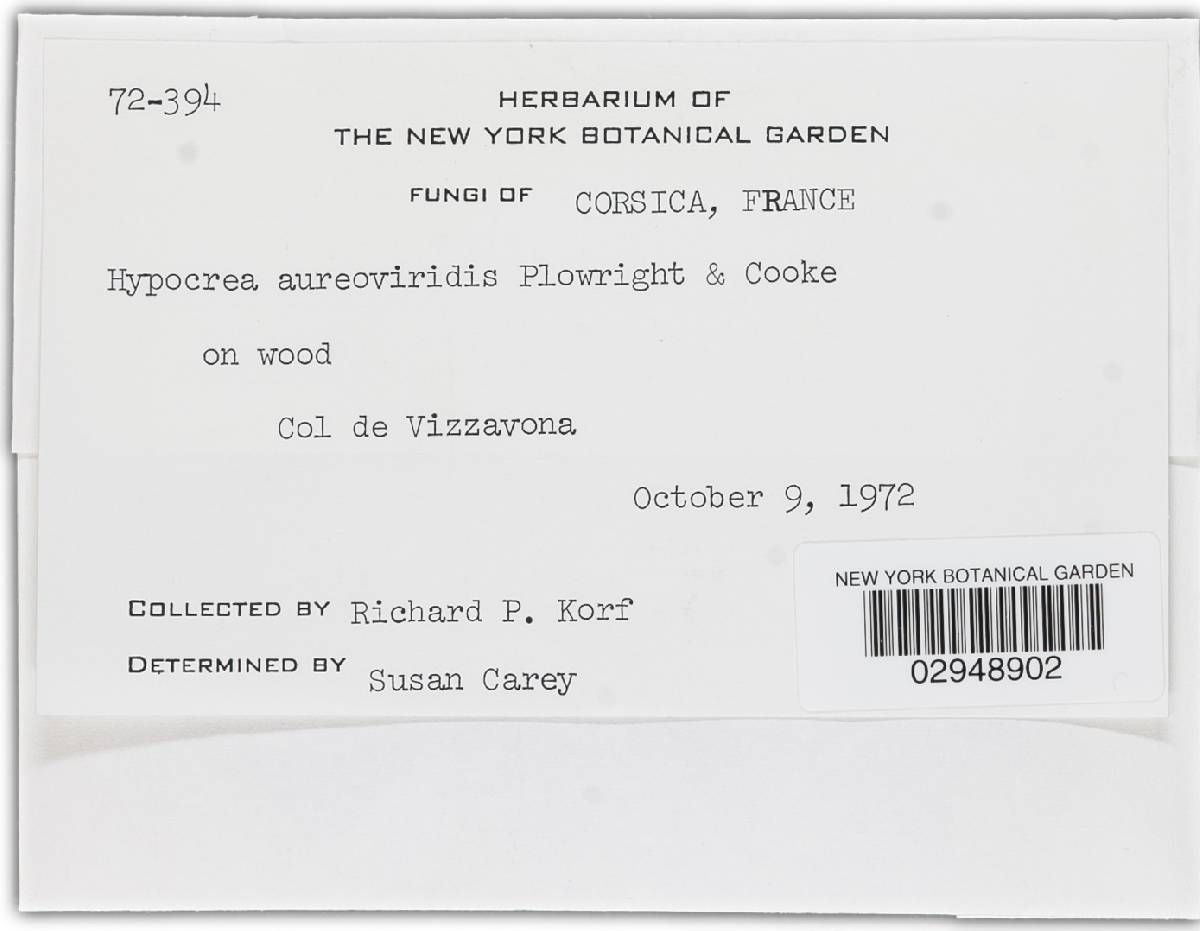 72-394
HERBARIUM OF
THE NEW YORK BOTANICAL GARDEN
FUNGI OF CORSICA, FRANCE
Hypocrea aureoviridis Plowright & Cooke
on wood
Col de Vizzavona
October 9, 1972
COLLECTED BY Richard P. Korf
DETERMINED BY Susan Carey
NEW YORK BOTANICAL GARDEN
02948902